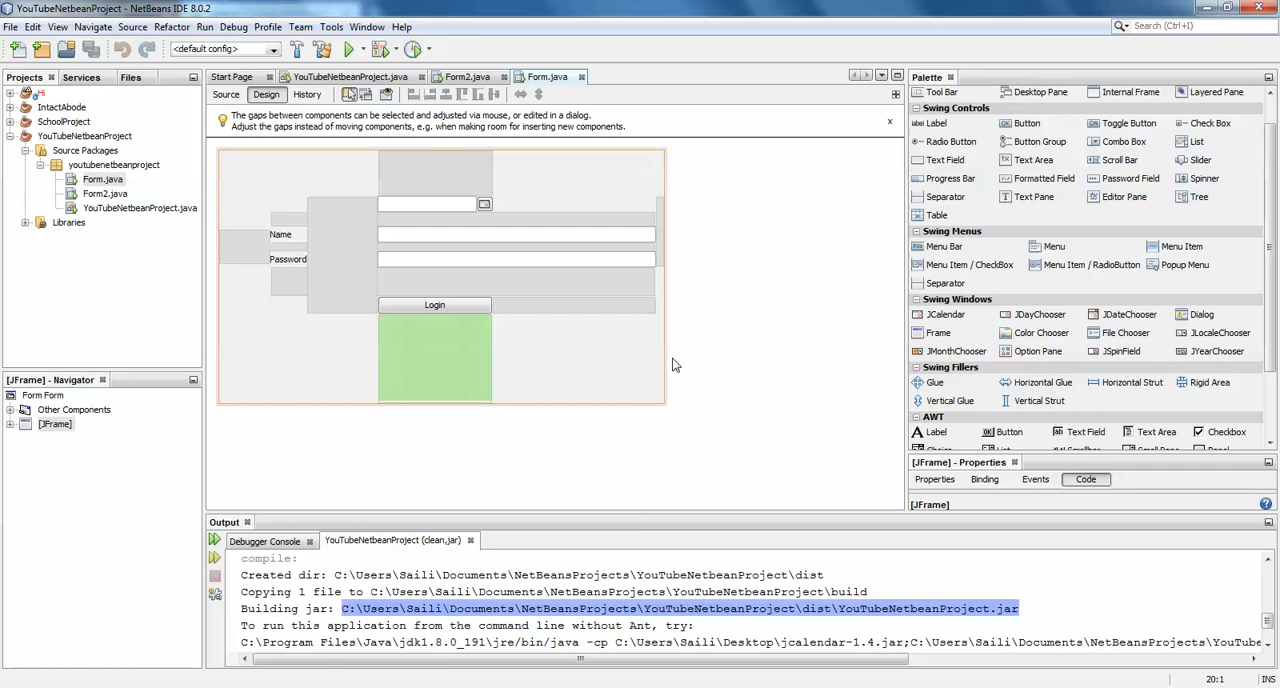 YouTubeNetbeanProject - NetBeans IDE 8.0.2
File Edit View Navigate Source Refactor Run Debug Profile Team Tools Window Help
Search (Ctrl+I)
<default config>
Projects Services Files
Hi
IntactAbode
SchoolProject
YouTubeNetbeanProject
Source Packages
youtubenetbeanproject
Form.java
Form2.java
YouTubeNetbeanProject.java
Libraries
[JFrame] - Navigator
Form Form
Other Components
[JFrame]
Start Page YouTubeNetbeanProject.java Form2.java Form.java
Source Design History
The gaps between components can be selected and adjusted via mouse, or edited in a dialog.
Adjust the gaps instead of moving components, e.g. when making room for inserting new components.
x
Name
Password
Login
Palette
Tool Bar Desktop Pane Internal Frame Layered Pane
Swing Controls
Label Button Toggle Button Check Box
Radio Button Button Group Combo Box List
Text Field Text Area Scroll Bar Slider
Progress Bar Formatted Field Password Field Spinner
Separator Text Pane Editor Pane Tree
Table
Swing Menus
Menu Bar Menu Menu Item
Menu Item / CheckBox Menu Item / RadioButton Popup Menu
Separator
Swing Windows
JCalendar JDayChooser JDateChooser Dialog
Frame Color Chooser File Chooser JLocaleChooser
JMonthChooser Option Pane JSpinField JYearChooser
Swing Fillers
Glue Horizontal Glue Horizontal Strut Rigid Area
Vertical Glue Vertical Strut
AWT
Label Button Text Field Text Area Checkbox
[JFrame] - Properties
Properties Binding Events Code
[JFrame]
Output
Debugger Console YouTubeNetbeanProject (clean,jar)
compile:
Created dir: C:\Users\Saili\Documents\NetBeansProjects\YouTubeNetbeanProject\dist
Copying 1 file to C:\Users\Saili\Documents\NetBeansProjects\YouTubeNetbeanProject\build
Building jar: C:\Users\Saili\Documents\NetBeansProjects\YouTubeNetbeanProject\dist\YouTubeNetbeanProject.jar
To run this application from the command line without Ant, try:
C:\Program Files\Java\jdk1.8.0_191\jre/bin/java -cp C:\Users\Saili\Desktop\jcalendar-1.4.jar;C:\Users\Saili\Documents\NetBeansProjects\YouTube
20:1 INS